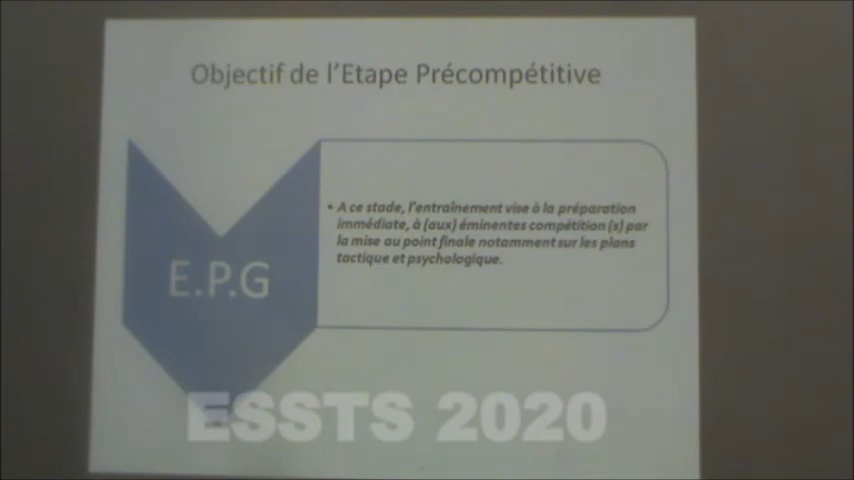 Objectif de l'Etape Précompétitive
• A ce stade, l'entraînement vise à la préparation
immédiate, à (aux) éminentes compétition (s) par
la mise au point finale notamment sur les plans
tactique et psychologique.
E.P.G
ESSTS 2020